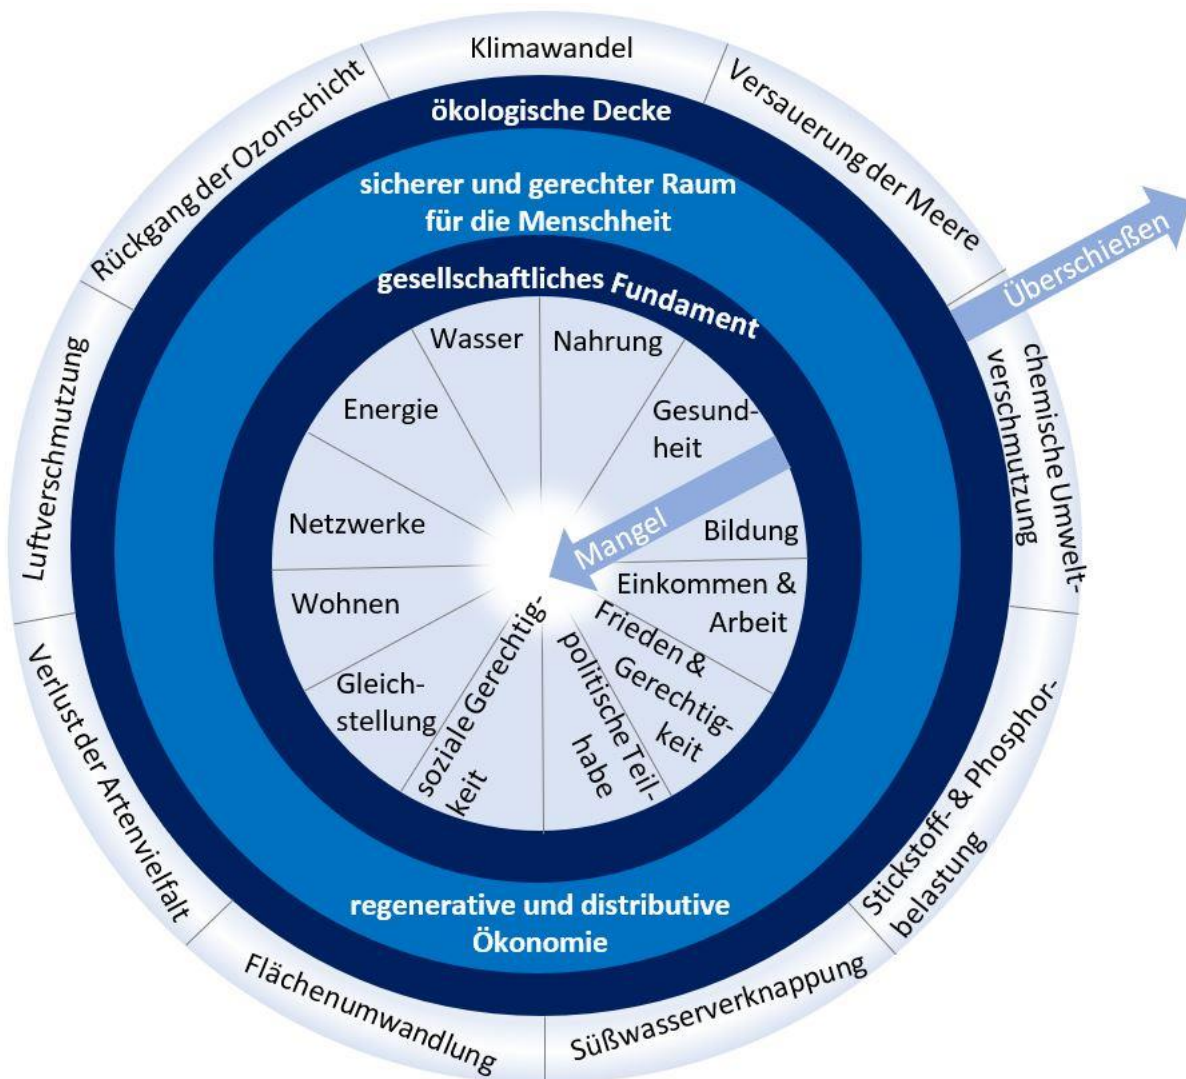 Klimawandel
Versauerung der Meere
Überschießen
chemische Umwelt-
verschmutzung
Stickstoff- & Phosphor-
belastung
Süßwasserverknappung
Flächenumwandlung
Verlust der Artenvielfalt
Luftverschmutzung
Rückgang der Ozonschicht
ökologische Decke
sicherer und gerechter Raum
für die Menschheit
gesellschaftliches Fundament
Wasser
Nahrung
Gesund-
heit
Mangel
Bildung
Einkommen &
Arbeit
Frieden &
Gerechtig-
keit
politische Teil-
habe
soziale Gerechtig-
keit
Gleich-
stellung
Wohnen
Netzwerke
Energie
regenerative und distributive
Ökonomie